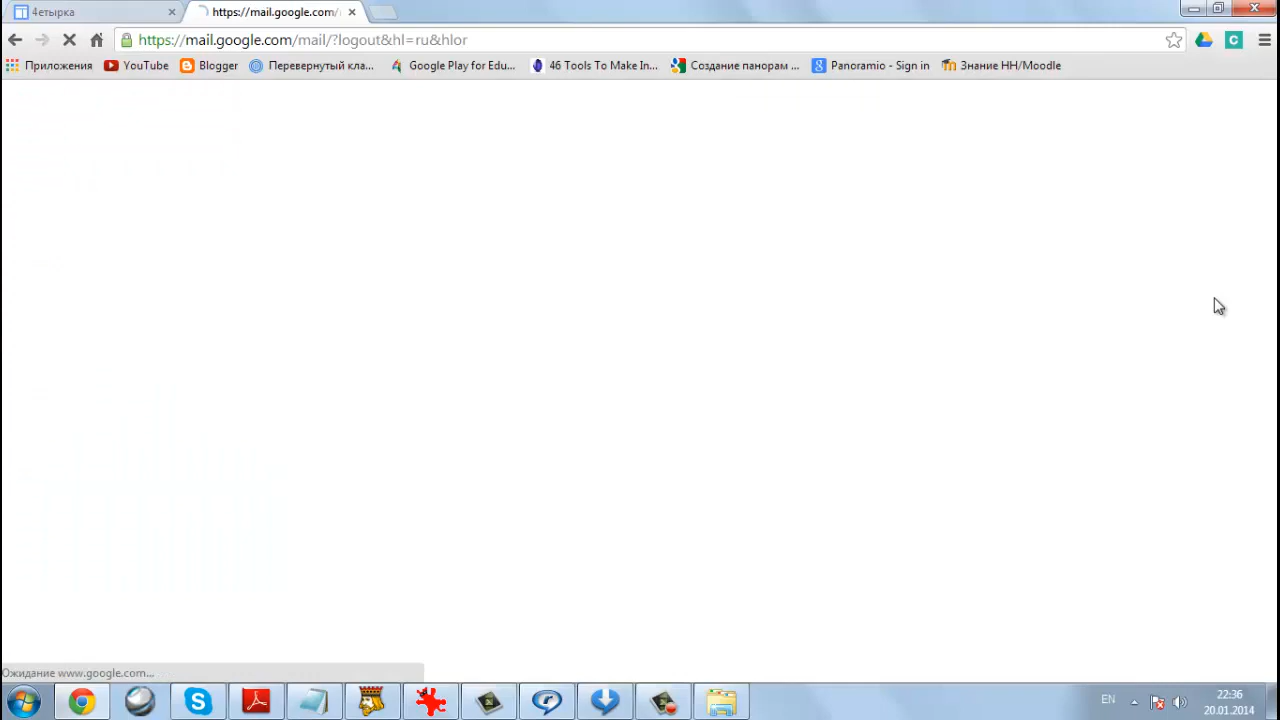 4етырка
https://mail.google.com/
https://mail.google.com/mail/?logout&hl=ru&hlor
Приложения
YouTube
Blogger
Перевернутый кла...
Google Play for Edu...
46 Tools To Make In...
Создание панорам ...
Panoramio - Sign in
Знание НН/Moodle
Ожидание www.google.com...
EN
22:36
20.01.2014